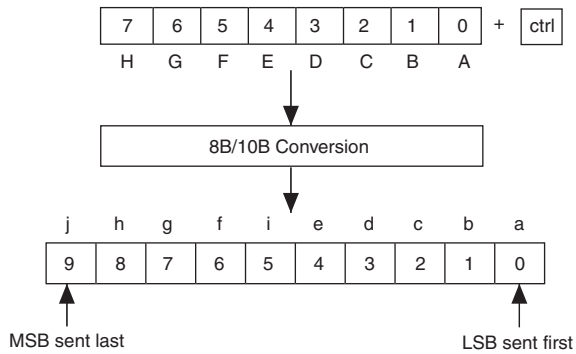 7 6 5 4 3 2 1 0 + ctrl
H G F E D C B A
8B/10B Conversion
j h g f i e d c b a
9 8 7 6 5 4 3 2 1 0
MSB sent last LSB sent first